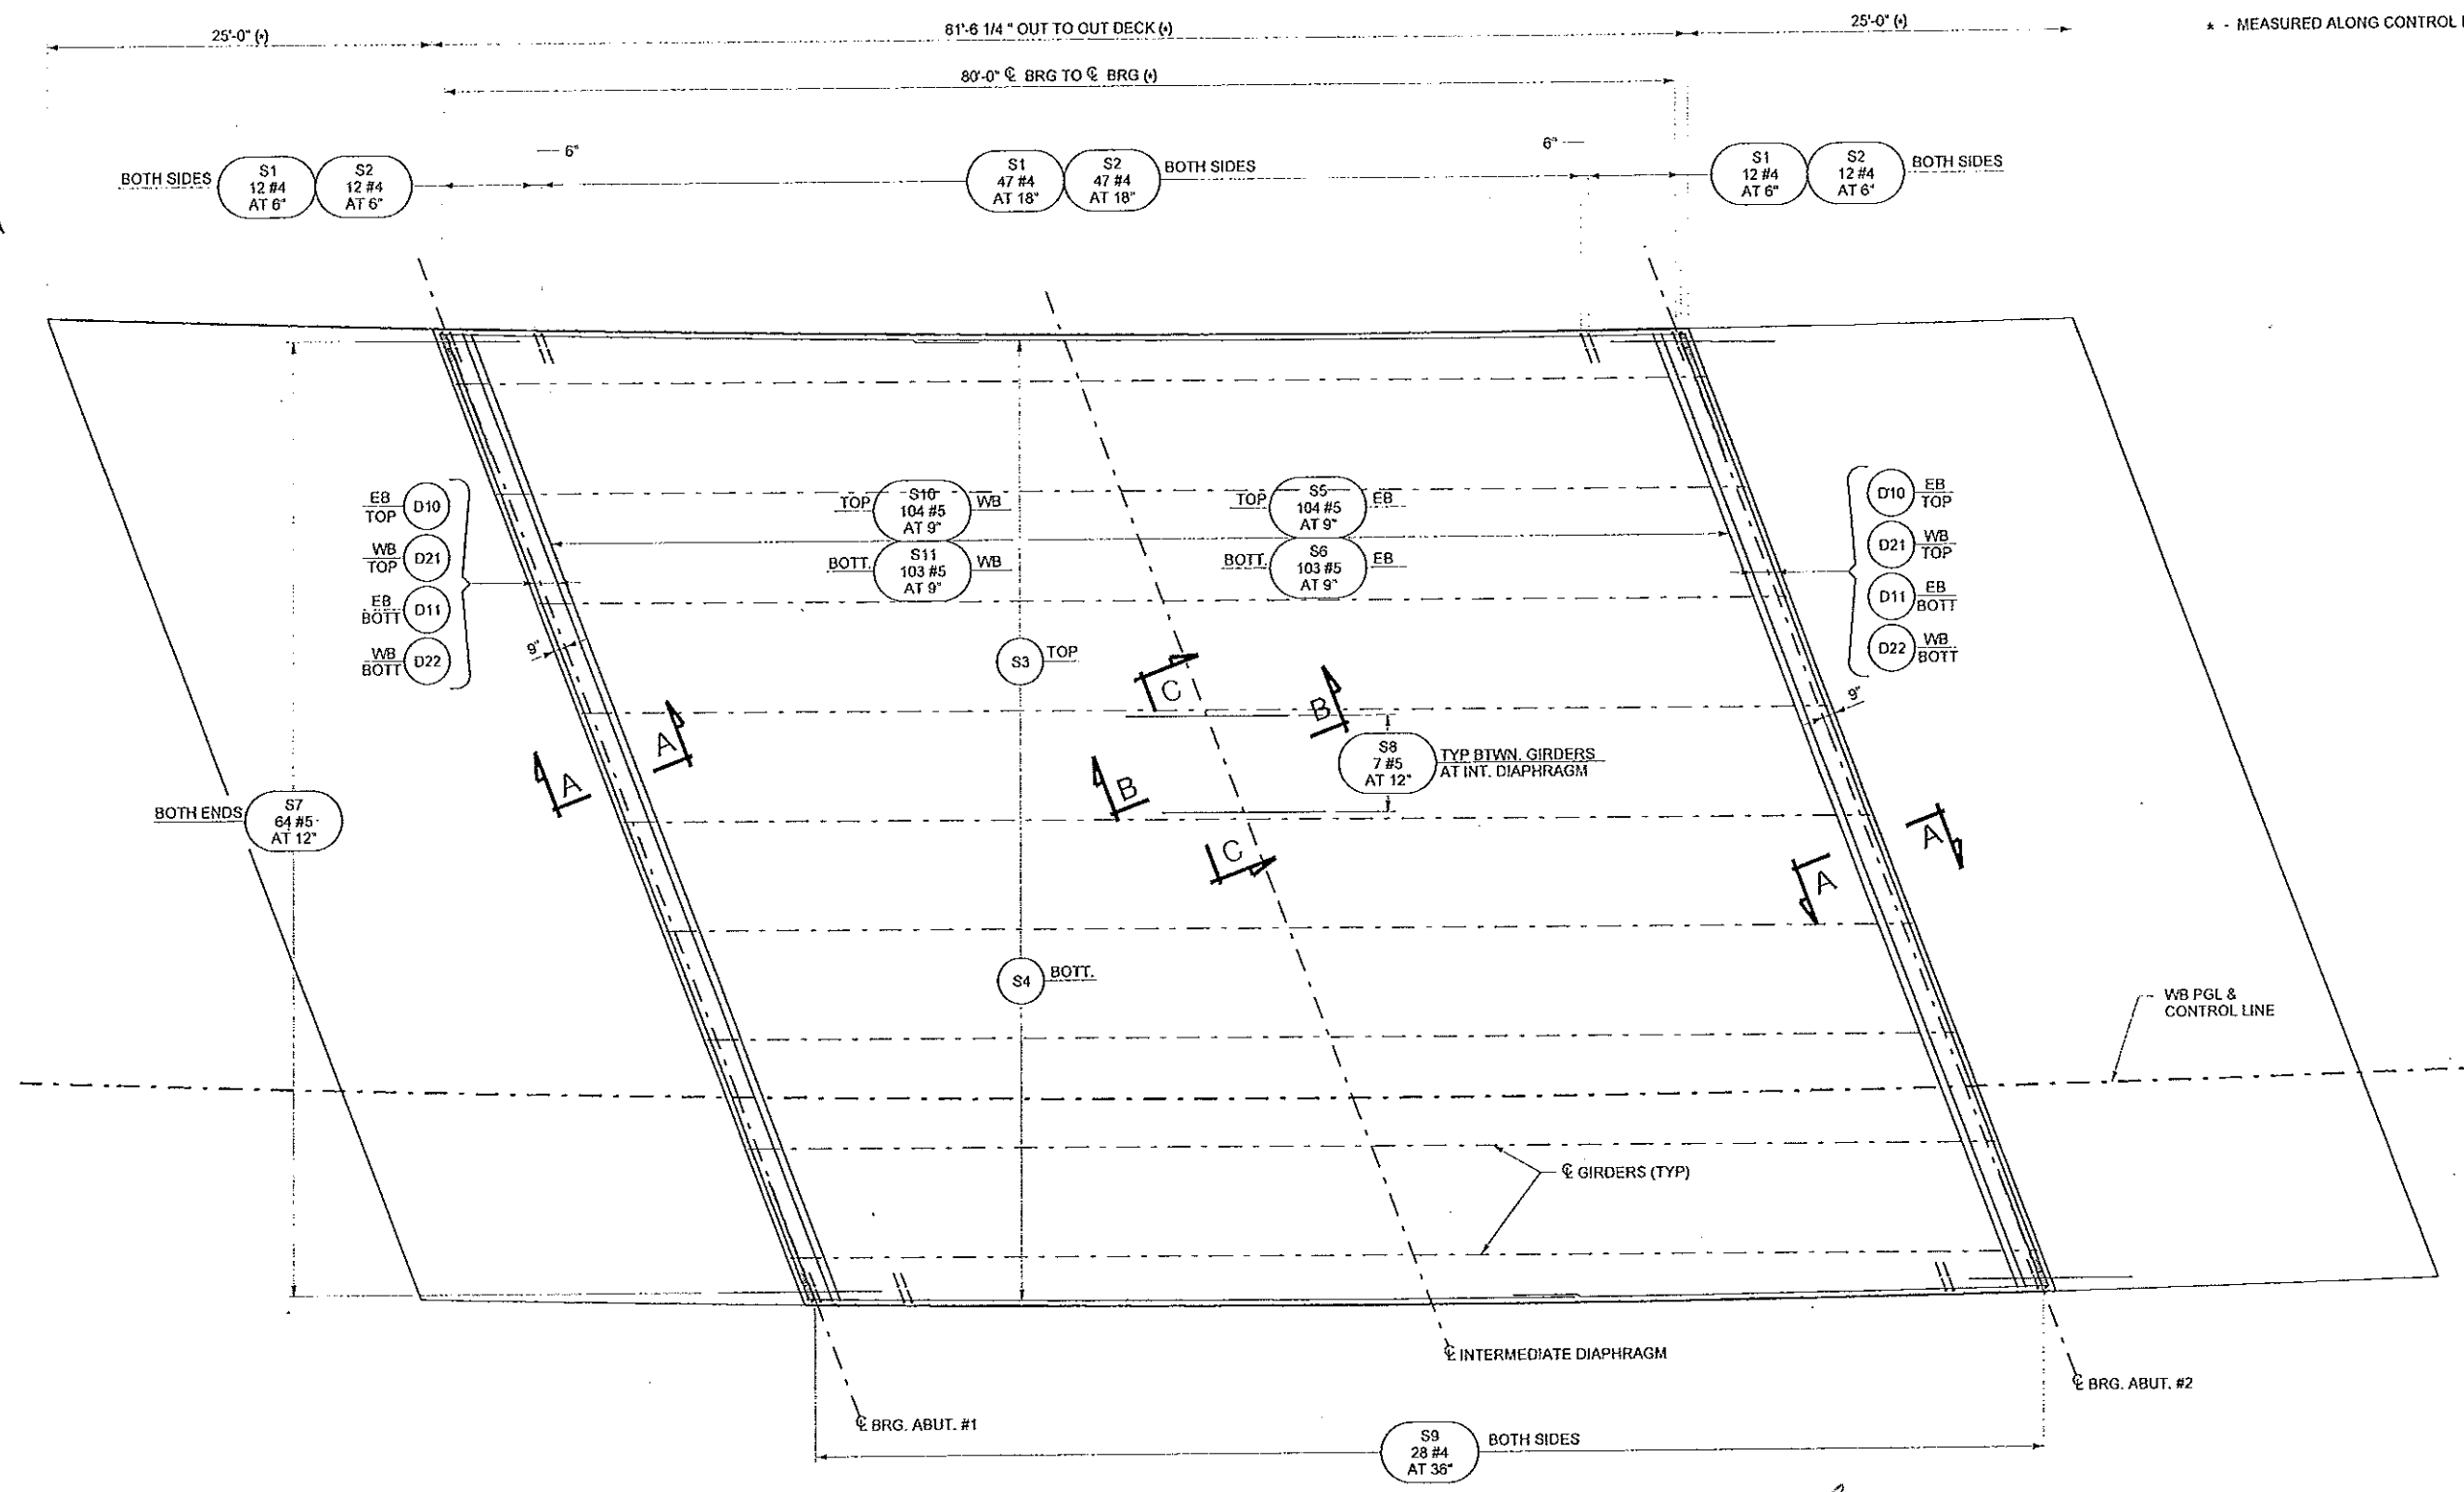 25'-0" (*)
81'-6 1/4 " OUT TO OUT DECK (*)
25'-0" (*)
* - MEASURED ALONG CONTROL
80'-0" ℄ BRG TO ℄ BRG (*)
6"
6"
BOTH SIDES
S1
12 #4
AT 6"
S2
12 #4
AT 6"
S1
47 #4
AT 18"
S2
47 #4
AT 18"
BOTH SIDES
S1
12 #4
AT 6"
S2
12 #4
AT 6"
BOTH SIDES
EB
TOP
D10
WB
TOP
D21
EB
BOTT
D11
WB
BOTT
D22
TOP
S10
104 #5
AT 9"
WB
BOTT.
S11
103 #5
AT 9"
WB
TOP
S5
104 #5
AT 9"
EB
BOTT.
S6
103 #5
AT 9"
EB
D10
EB
TOP
D21
WB
TOP
D11
EB
BOTT
D22
WB
BOTT
9"
S3
TOP
C
B
9"
A
A
S8
7 #5
AT 12"
TYP BTWN. GIRDERS
AT INT. DIAPHRAGM
B
C
A
A
BOTH ENDS
S7
64 #5
AT 12"
S4
BOTT.
WB PGL &
CONTROL LINE
℄ GIRDERS (TYP)
℄ INTERMEDIATE DIAPHRAGM
℄ BRG. ABUT. #2
℄ BRG. ABUT. #1
S9
28 #4
AT 36"
BOTH SIDES